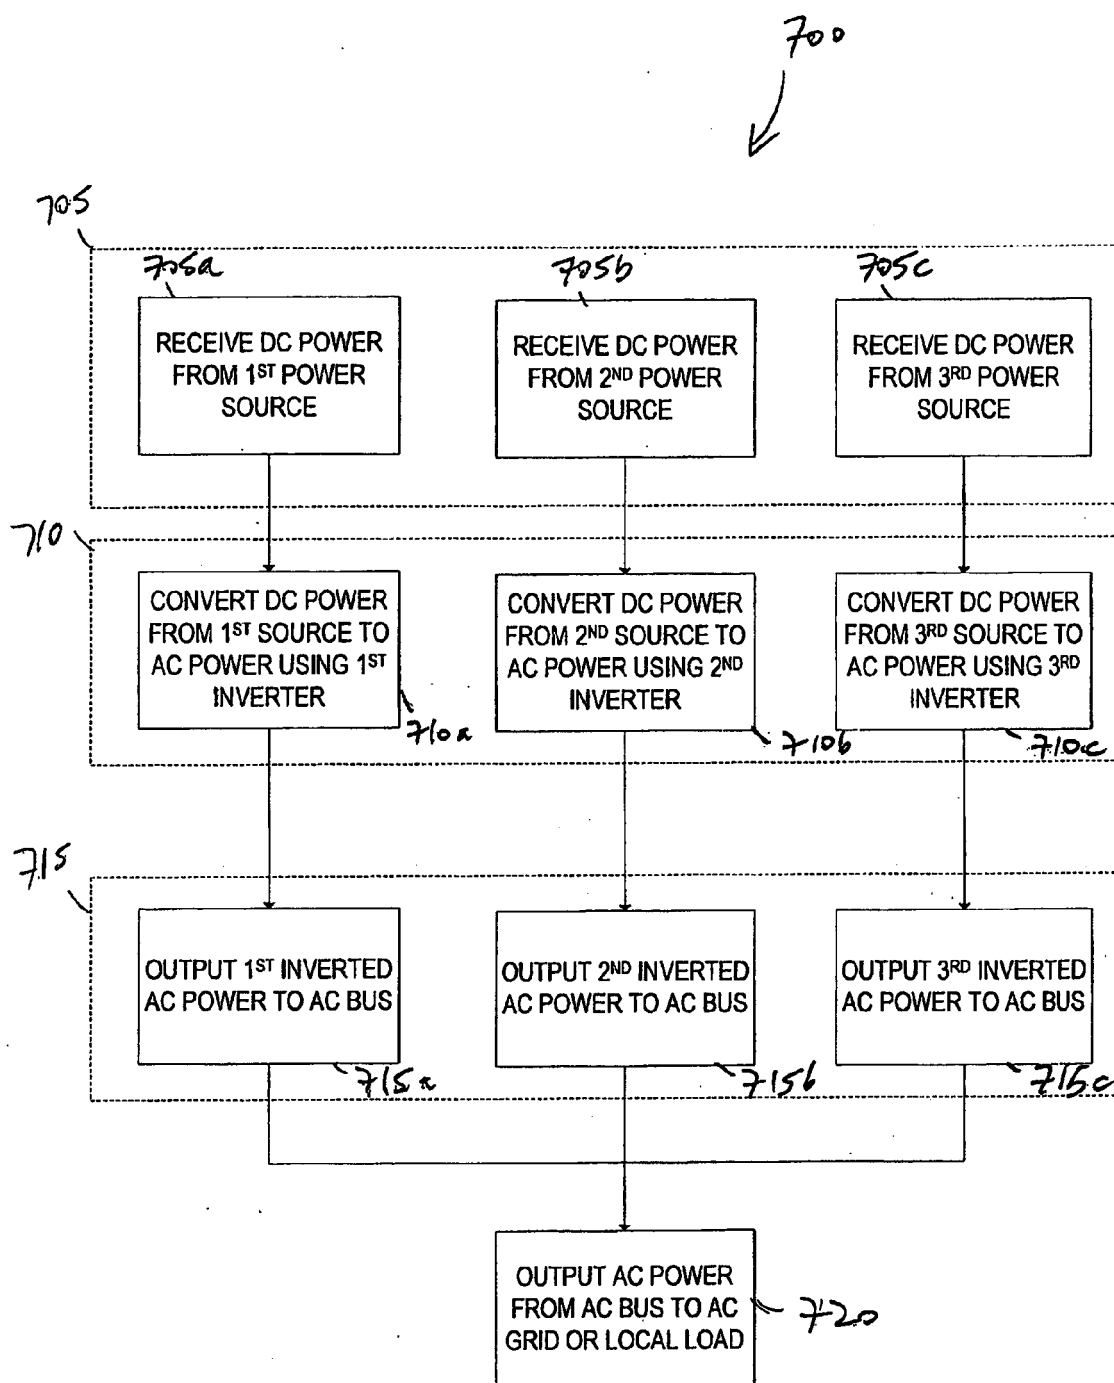 700
705
705a
705b
705c
RECEIVE DC POWER
FROM 1ST POWER
SOURCE
RECEIVE DC POWER
FROM 2ND POWER
SOURCE
RECEIVE DC POWER
FROM 3RD POWER
SOURCE
710
CONVERT DC POWER
FROM 1ST SOURCE TO
AC POWER USING 1ST
INVERTER
710a
CONVERT DC POWER
FROM 2ND SOURCE TO
AC POWER USING 2ND
INVERTER
710b
CONVERT DC POWER
FROM 3RD SOURCE TO
AC POWER USING 3RD
INVERTER
710c
715
OUTPUT 1ST INVERTED
AC POWER TO AC BUS
715a
OUTPUT 2ND INVERTED
AC POWER TO AC BUS
715b
OUTPUT 3RD INVERTED
AC POWER TO AC BUS
715c
OUTPUT AC POWER
FROM AC BUS TO AC
GRID OR LOCAL LOAD
720